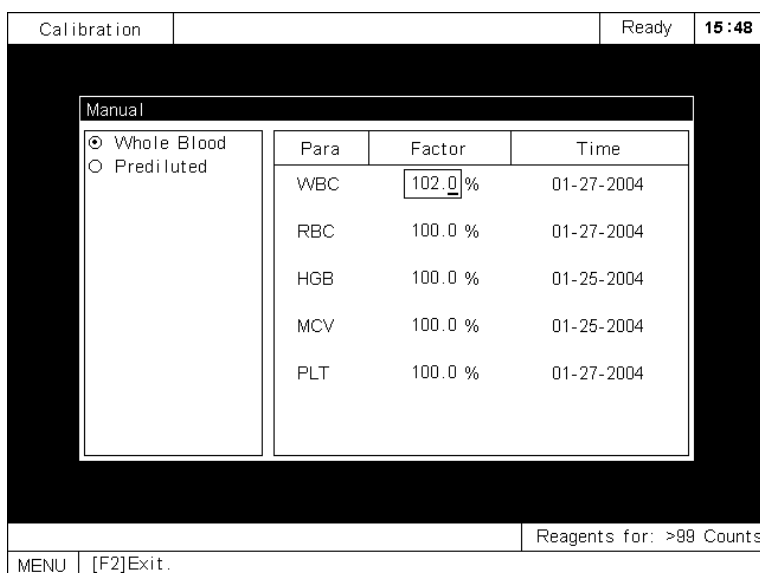 Calibration Ready 15:48
Manual
Whole Blood
Prediluted
Para Factor Time
WBC 102.0 % 01-27-2004
RBC 100.0 % 01-27-2004
HGB 100.0 % 01-25-2004
MCV 100.0 % 01-25-2004
PLT 100.0 % 01-27-2004
Reagents for: >99 Counts
MENU [F2]Exit.